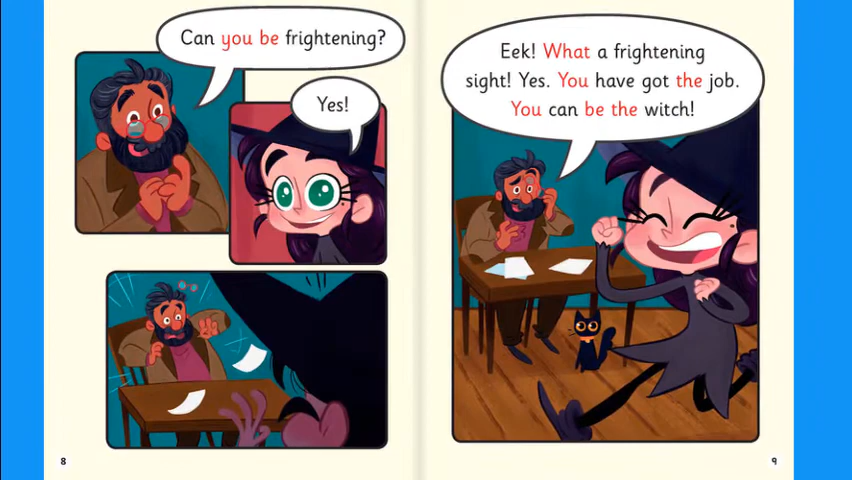 Can you be frightening?
Yes!
8
Eek! What a frightening
sight! Yes. You have got the job.
You can be the witch!
9